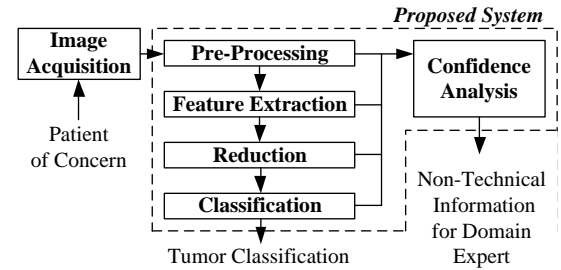 Proposed System
Image
Acquisition
Pre-Processing
Confidence
Analysis
Feature Extraction
Patient
of Concern
Reduction
Classification
Non-Technical
Information
for Domain
Expert
Tumor Classification